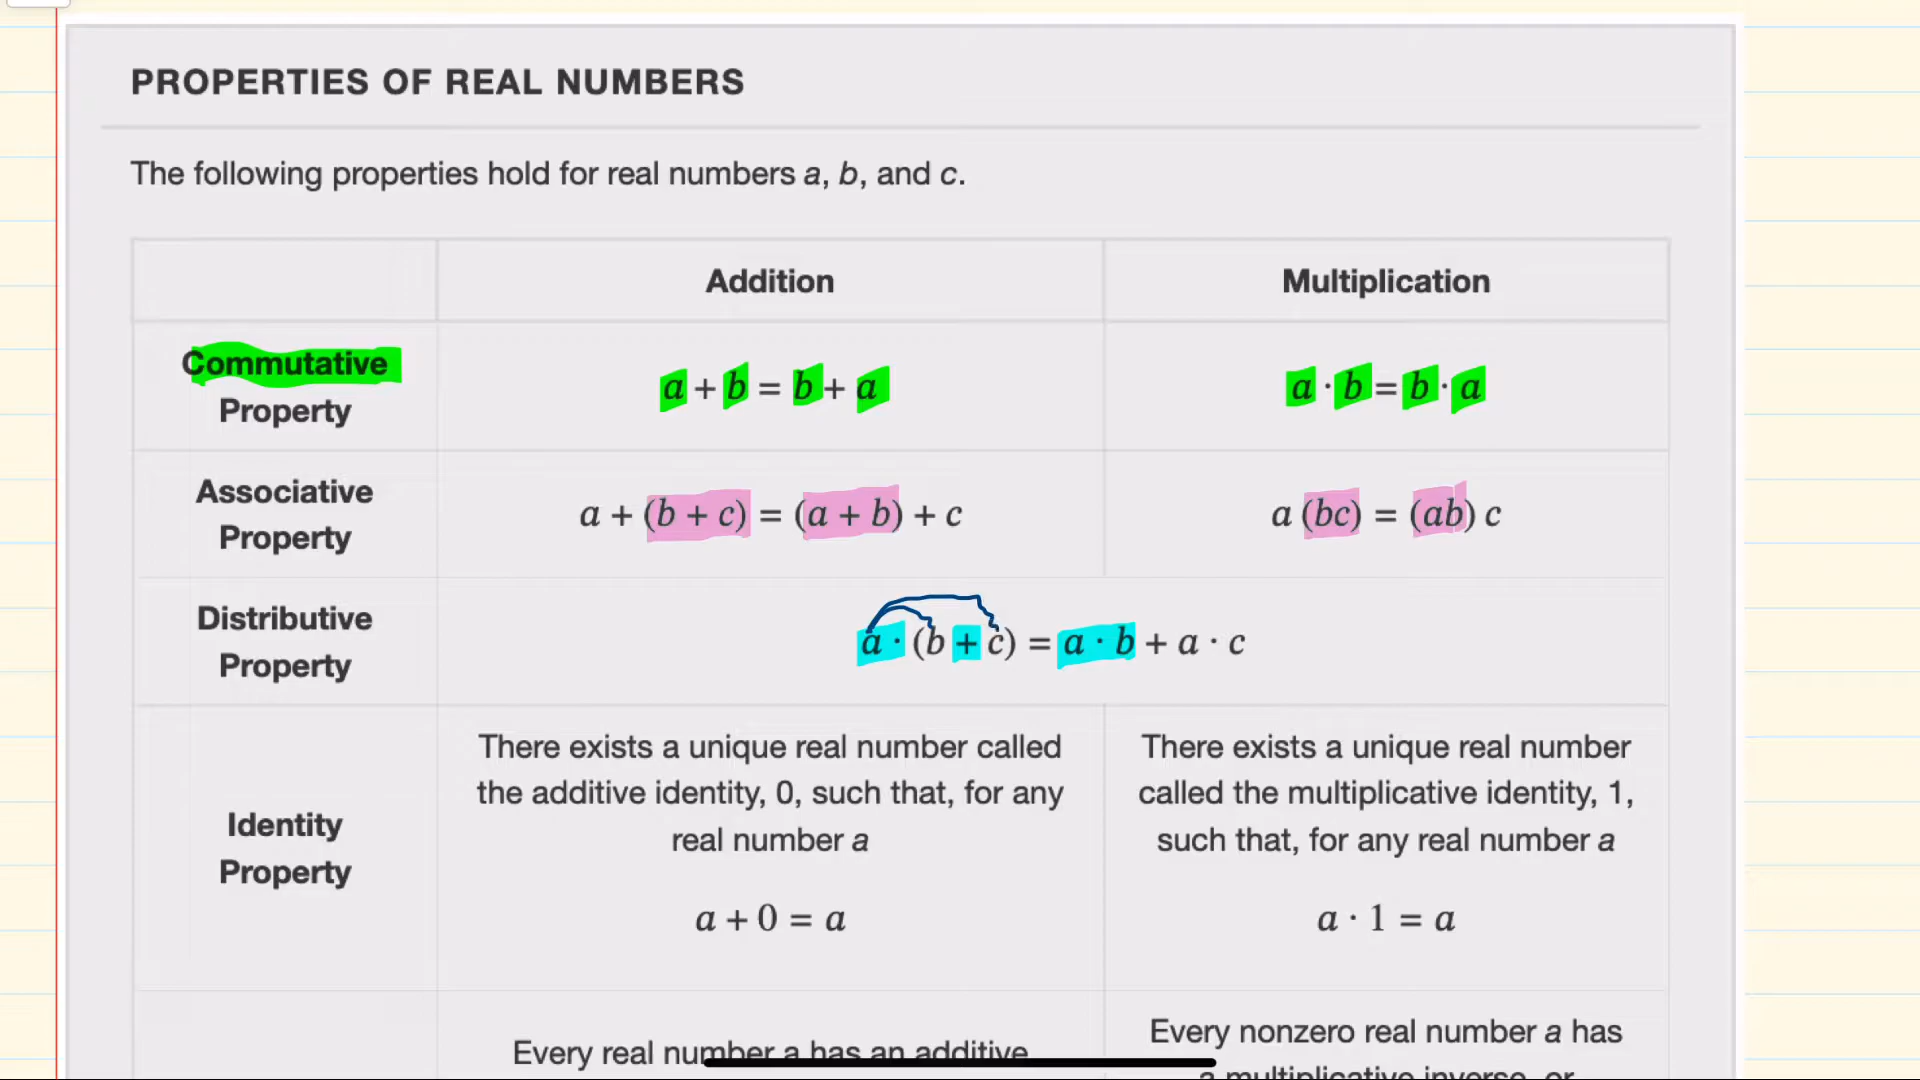 PROPERTIES OF REAL NUMBERS
The following properties hold for real numbers a, b, and c.
Addition Multiplication
Commutative
Property
a + b = b + a
a · b = b · a
Associative
Property
a + (b + c) = (a + b) + c
a (bc) = (ab) c
Distributive
Property
a · (b + c) = a · b + a · c
Identity
Property
There exists a unique real number called
the additive identity, 0, such that, for any
real number a
a + 0 = a
There exists a unique real number
called the multiplicative identity, 1,
such that, for any real number a
a · 1 = a
Every real number a has an additive
Every nonzero real number a has
a multiplicative inverse, or